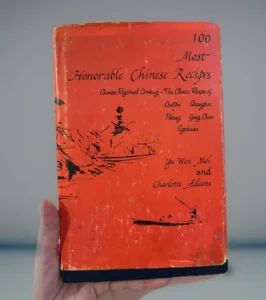 100
Most
Honorable Chinese Recipes
Chinese Regional Cooking • The Classic Recipes of
Canton Shanghai
Peking Yang Chow
Szechwan
Yu Wen Mei
and
Charlotte Adams